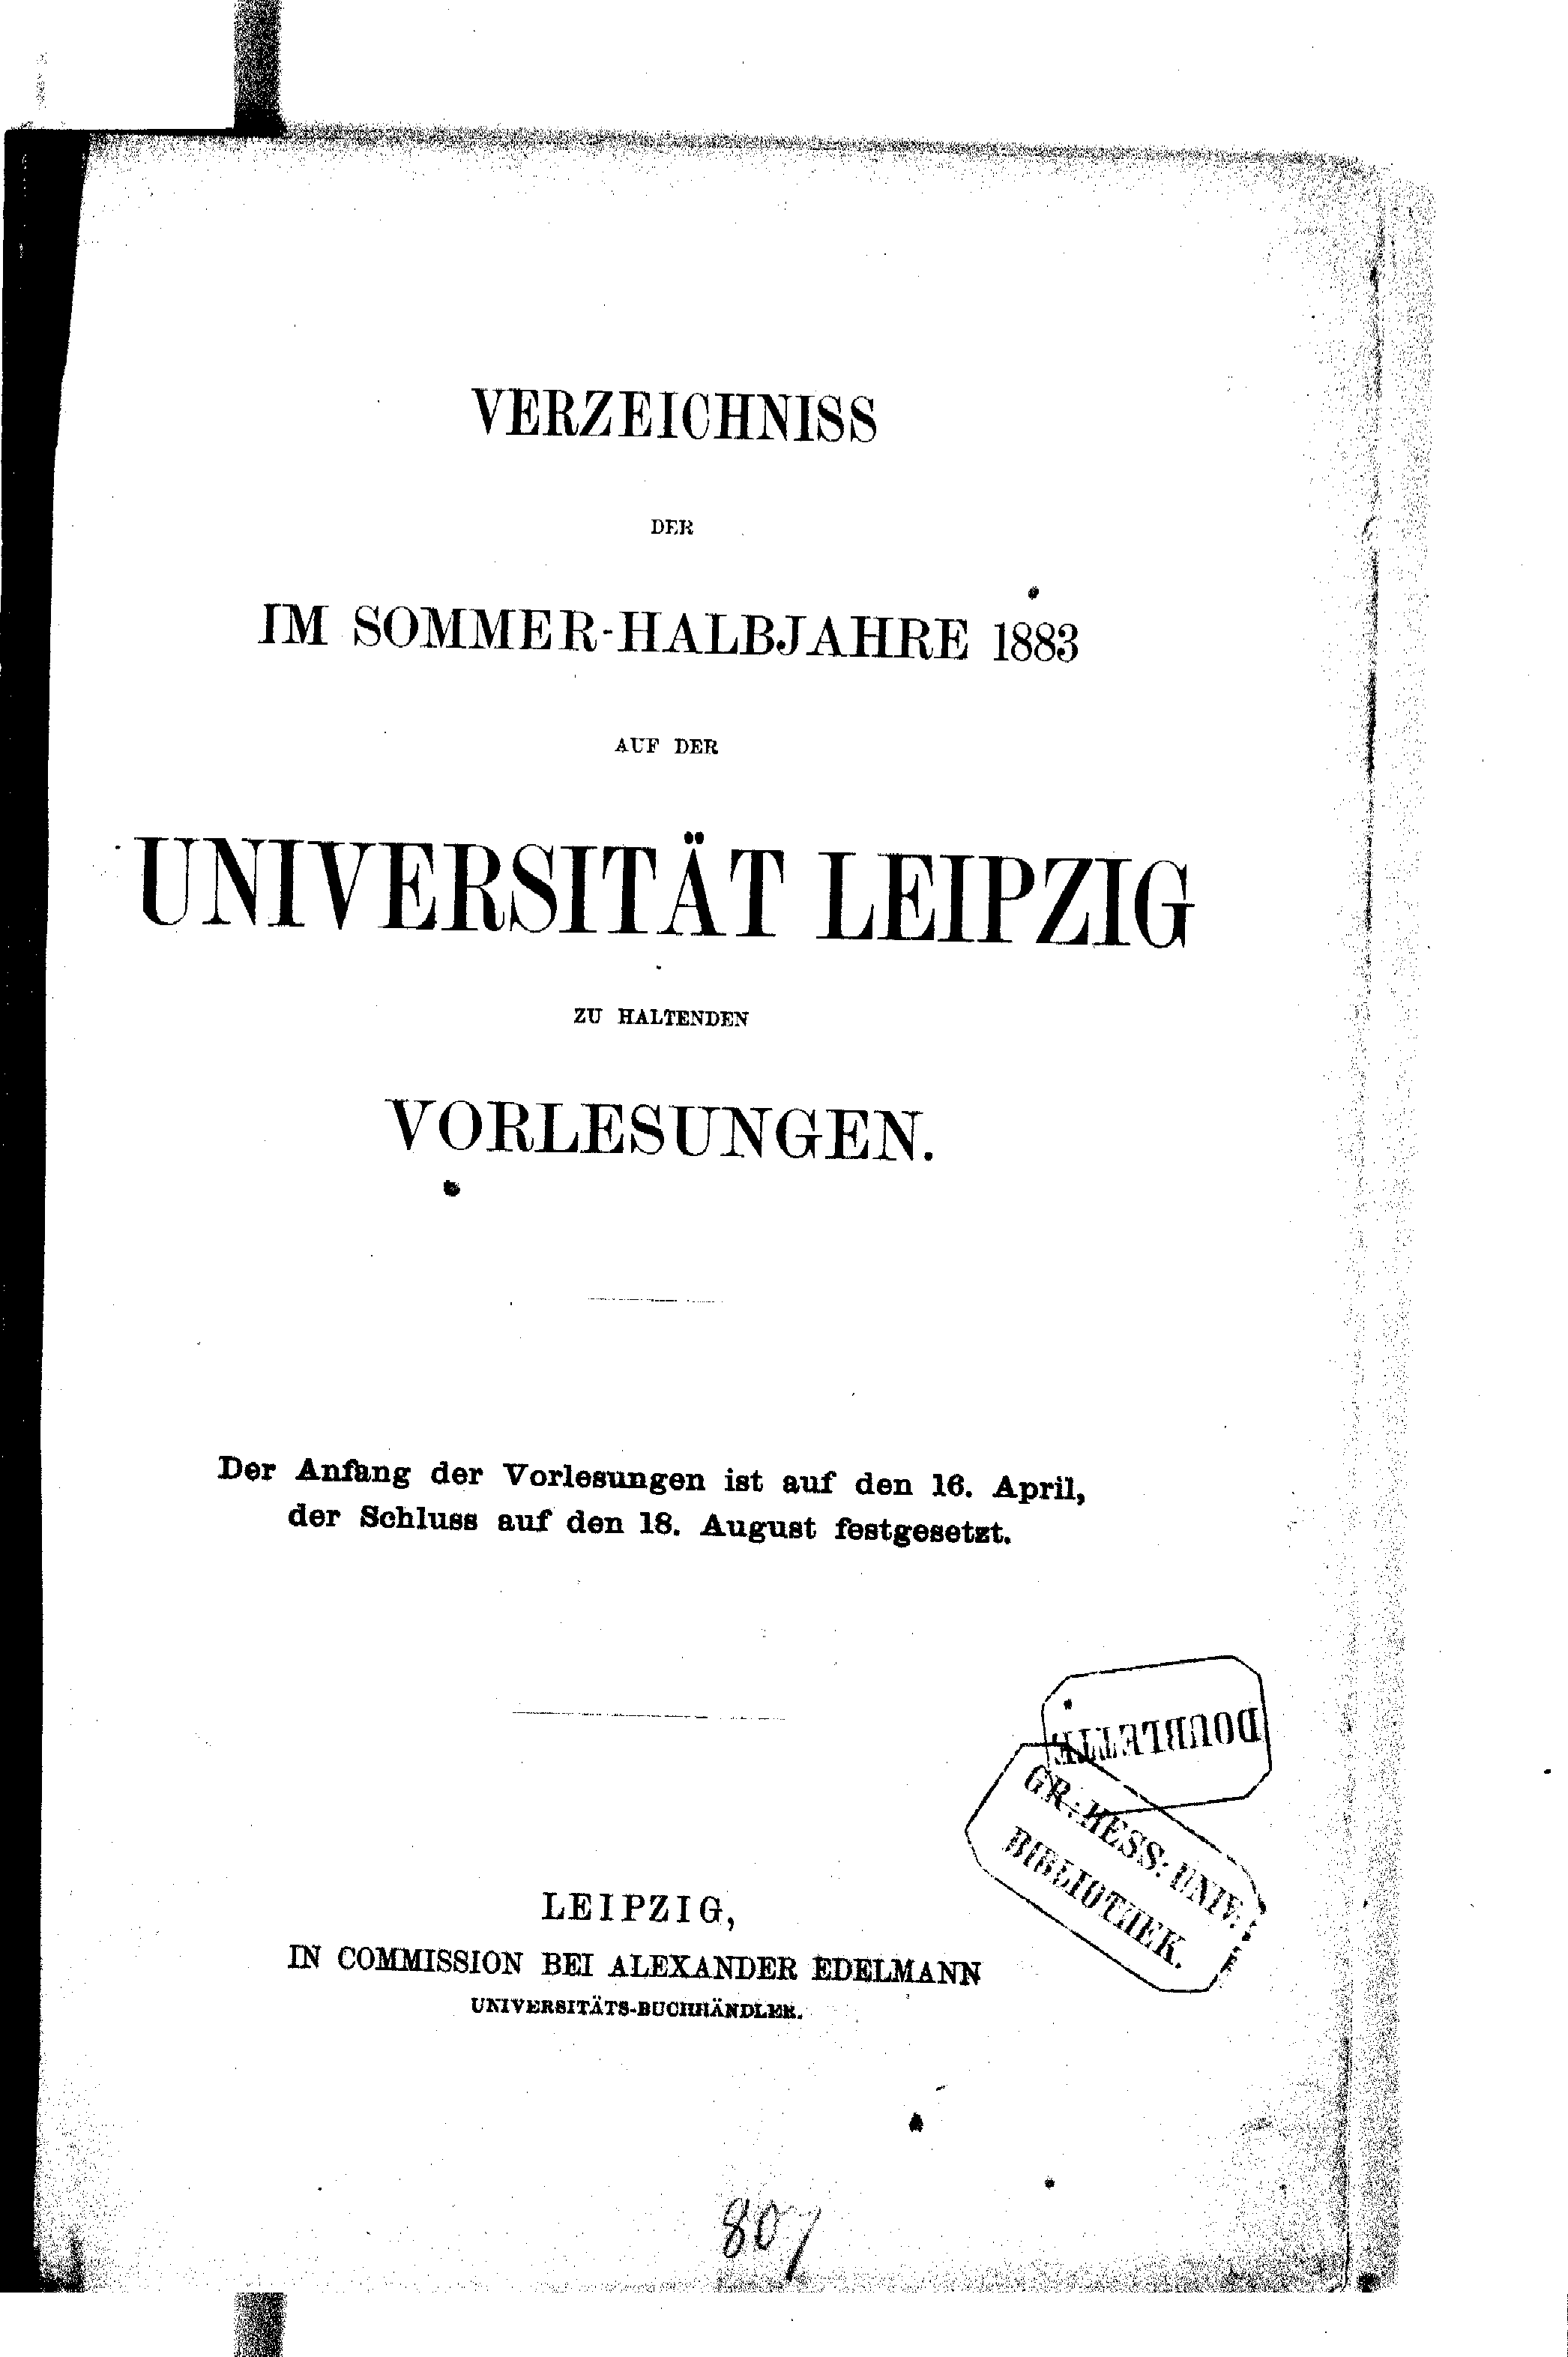 VERZEICHNISS
DER
IM SOMMER-HALBJAHRE 1883
AUF DER
UNIVERSITÄT LEIPZIG
ZU HALTENDEN
VORLESUNGEN.
Der Anfang der Vorlesungen ist auf den 16. April,
der Schluss auf den 18. August festgesetzt.
DOUBLETTE
GR: HESS: UNIV:
BIBLIOTHEK.
LEIPZIG,
IN COMMISSION BEI ALEXANDER EDELMANN
UNIVERSITÄTS-BUCHHÄNDLER.